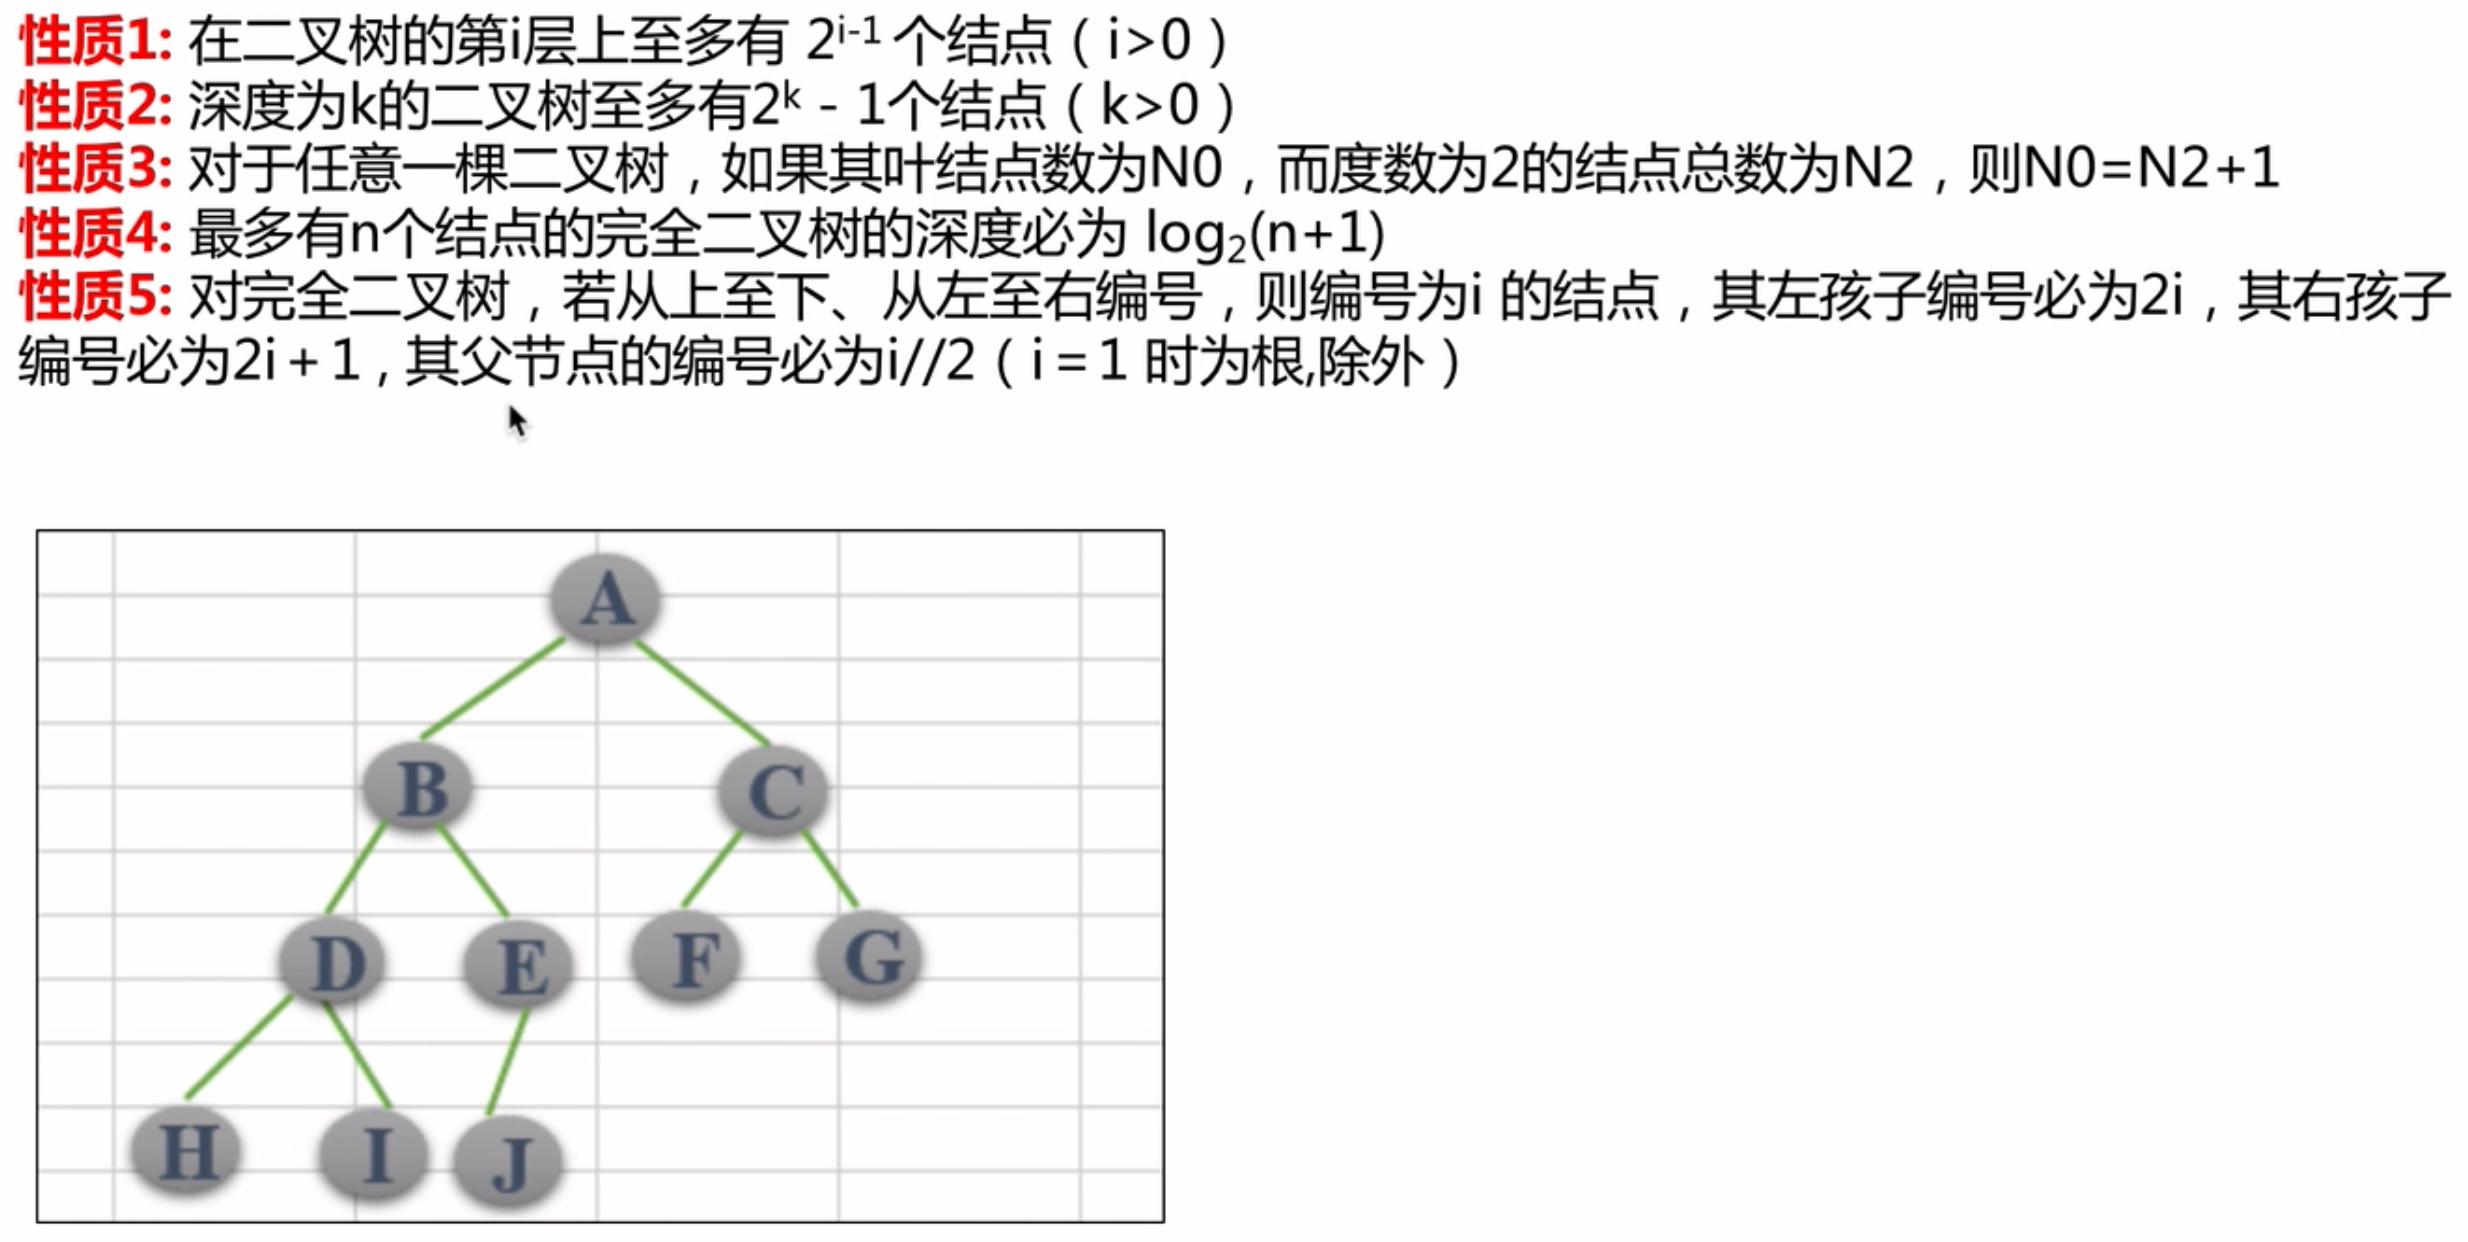 性质1: 在二叉树的第i层上至多有 2^{i-1} 个结点（i>0）
性质2: 深度为k的二叉树至多有2^k - 1个结点（k>0）
性质3: 对于任意一棵二叉树，如果其叶结点数为N0，而度数为2的结点总数为N2，则N0=N2+1
性质4: 最多有n个结点的完全二叉树的深度必为 log₂(n+1)
性质5: 对完全二叉树，若从上至下、从左至右编号，则编号为i 的结点，其左孩子编号必为2i，其右孩子
编号必为2i＋1，其父节点的编号必为i//2（i＝1 时为根,除外）
A
B C
D E F G
H I J